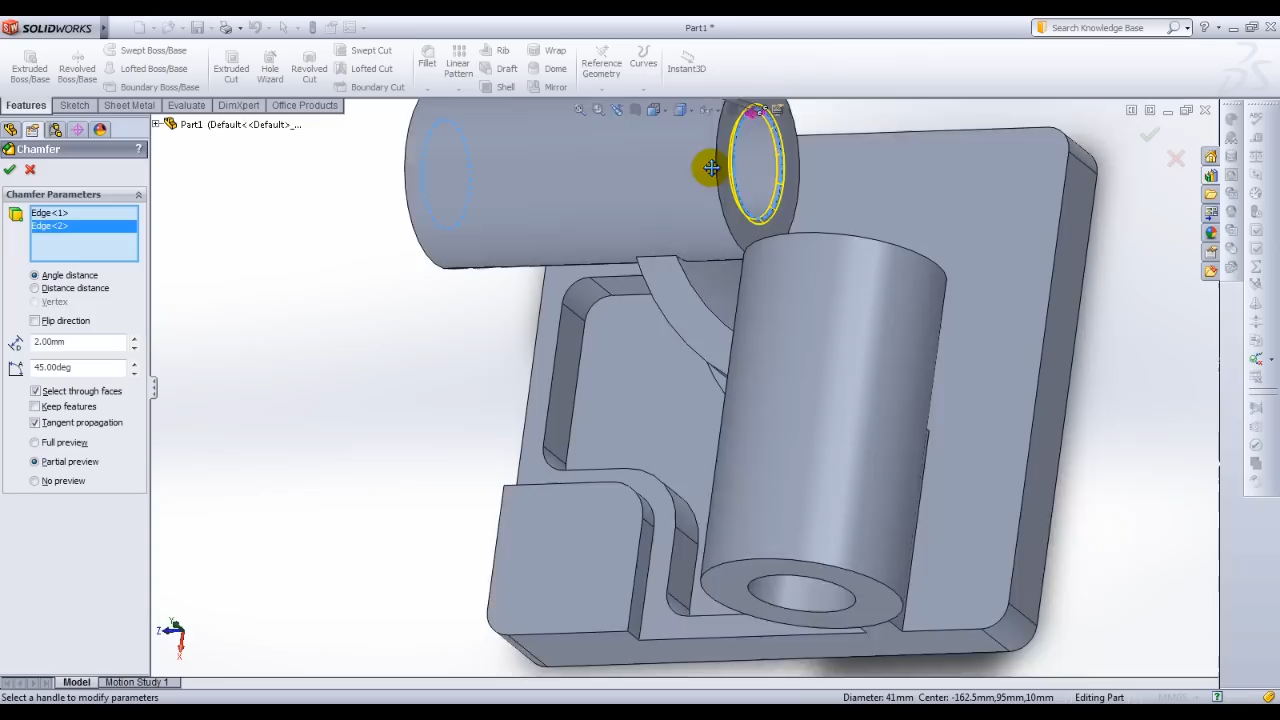 SOLIDWORKS
Part1 *
Search Knowledge Base
Extruded Boss/Base
Revolved Boss/Base
Swept Boss/Base
Lofted Boss/Base
Boundary Boss/Base
Extruded Cut
Hole Wizard
Revolved Cut
Swept Cut
Lofted Cut
Boundary Cut
Fillet
Linear Pattern
Rib
Draft
Shell
Wrap
Dome
Mirror
Reference Geometry
Curves
Instant3D
Features Sketch Sheet Metal Evaluate DimXpert Office Products
Part1 (Default<<Default>_...
Chamfer ?
Chamfer Parameters
Edge<1>
Edge<2>
Angle distance
Distance distance
Vertex
Flip direction
2.00mm
45.00deg
Select through faces
Keep features
Tangent propagation
Full preview
Partial preview
No preview
Z
Y
X
Model Motion Study 1
Select a handle to modify parameters
Diameter: 41mm Center: -162.5mm,95mm,10mm Editing Part